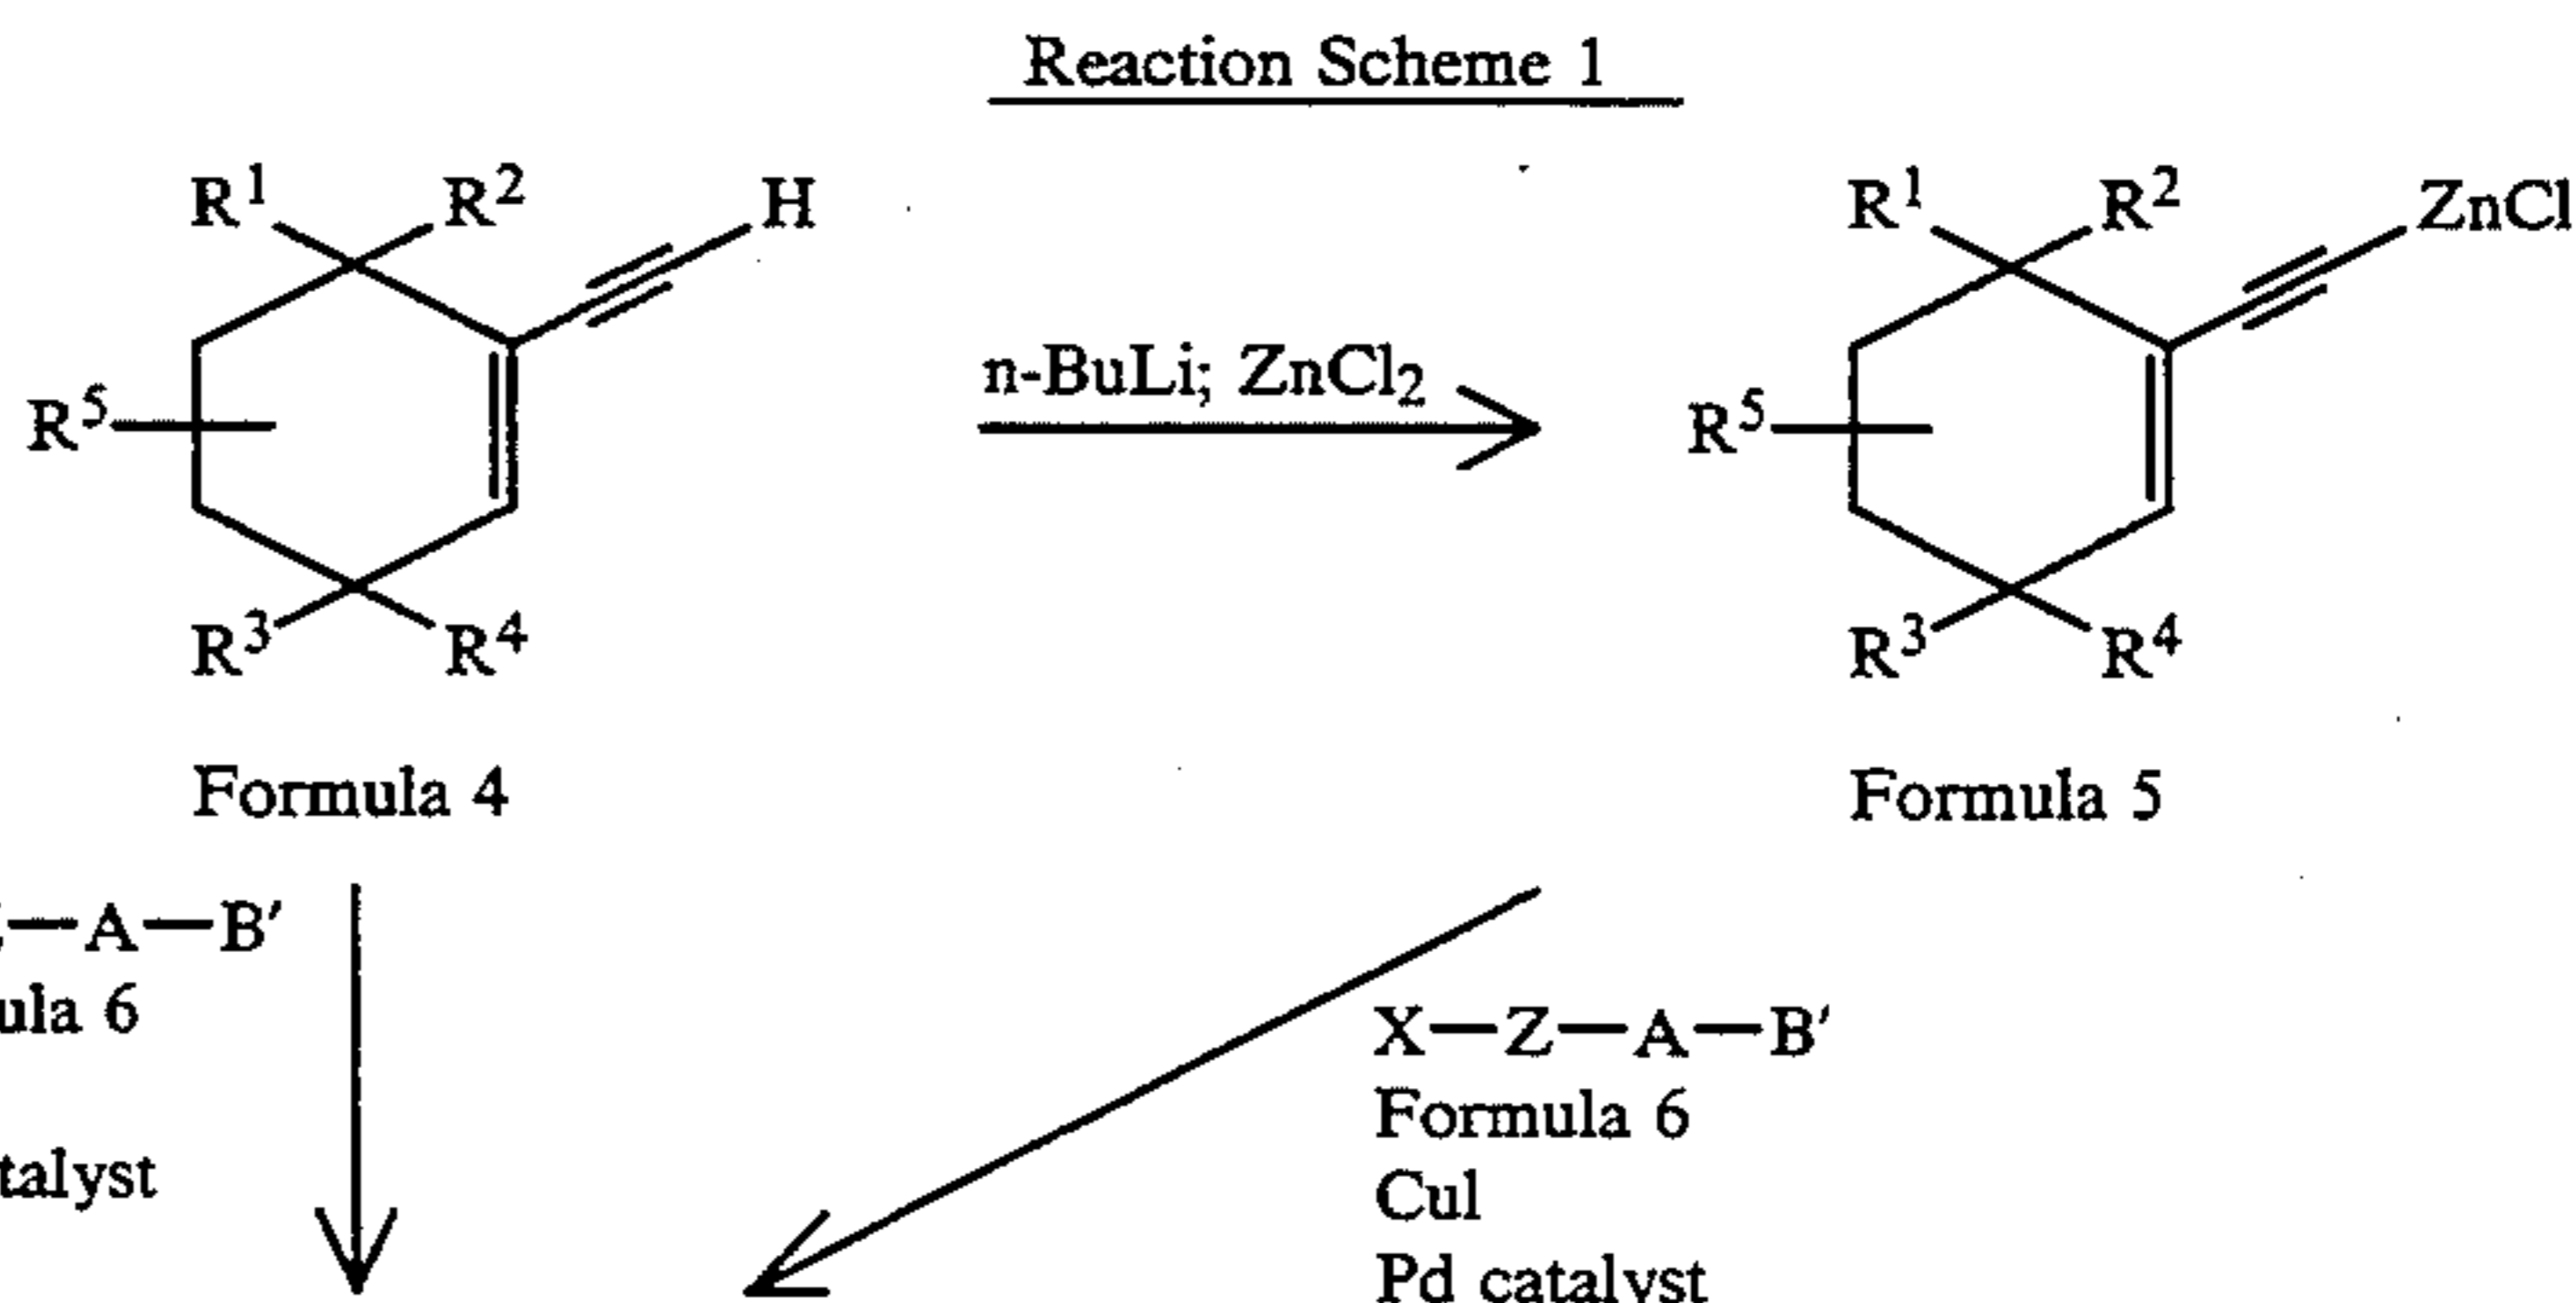 Reaction Scheme 1
R¹ R² H
R¹ R² ZnCl
n-BuLi; ZnCl₂
R⁵
R⁵
R³ R⁴
R³ R⁴
Formula 4
Formula 5
—A—B′
6
X—Z—A—B′
Formula 6
CuI
Pd catalyst